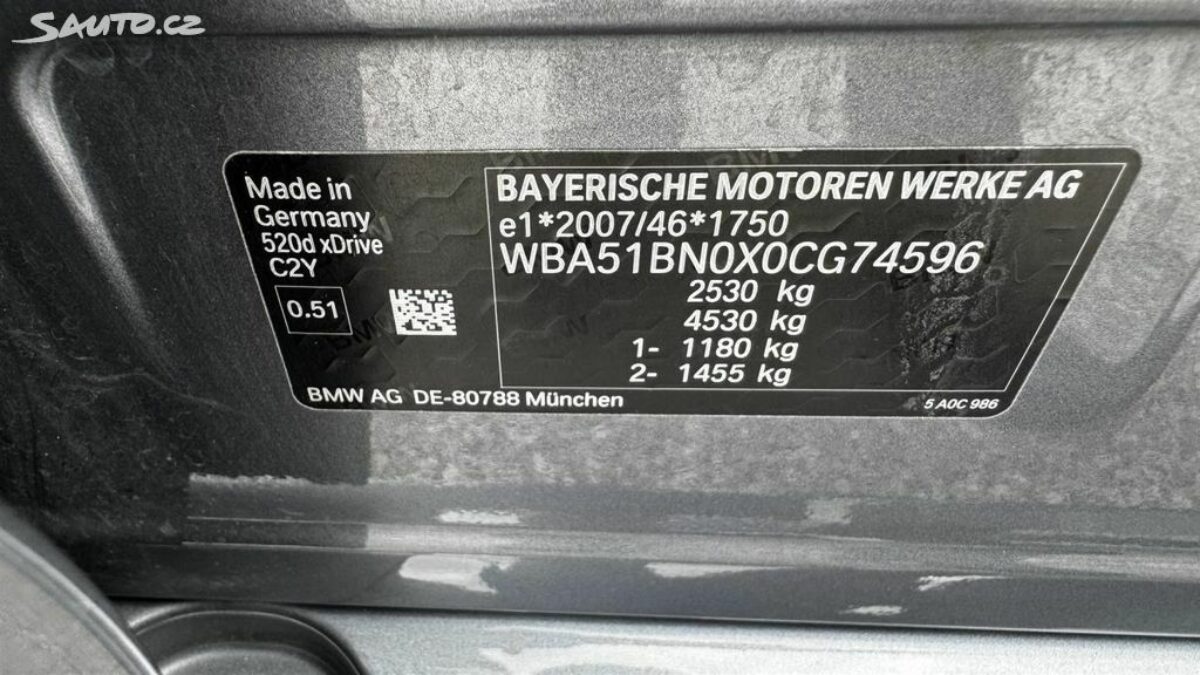 Sauto.cz
Made in
Germany
520d xDrive
C2Y
0.51
BMW AG DE-80788 München
BAYERISCHE MOTOREN WERKE AG
e1*2007/46*1750
WBA51BN0X0CG74596
2530 kg
4530 kg
1- 1180 kg
2- 1455 kg
5 A0C 986